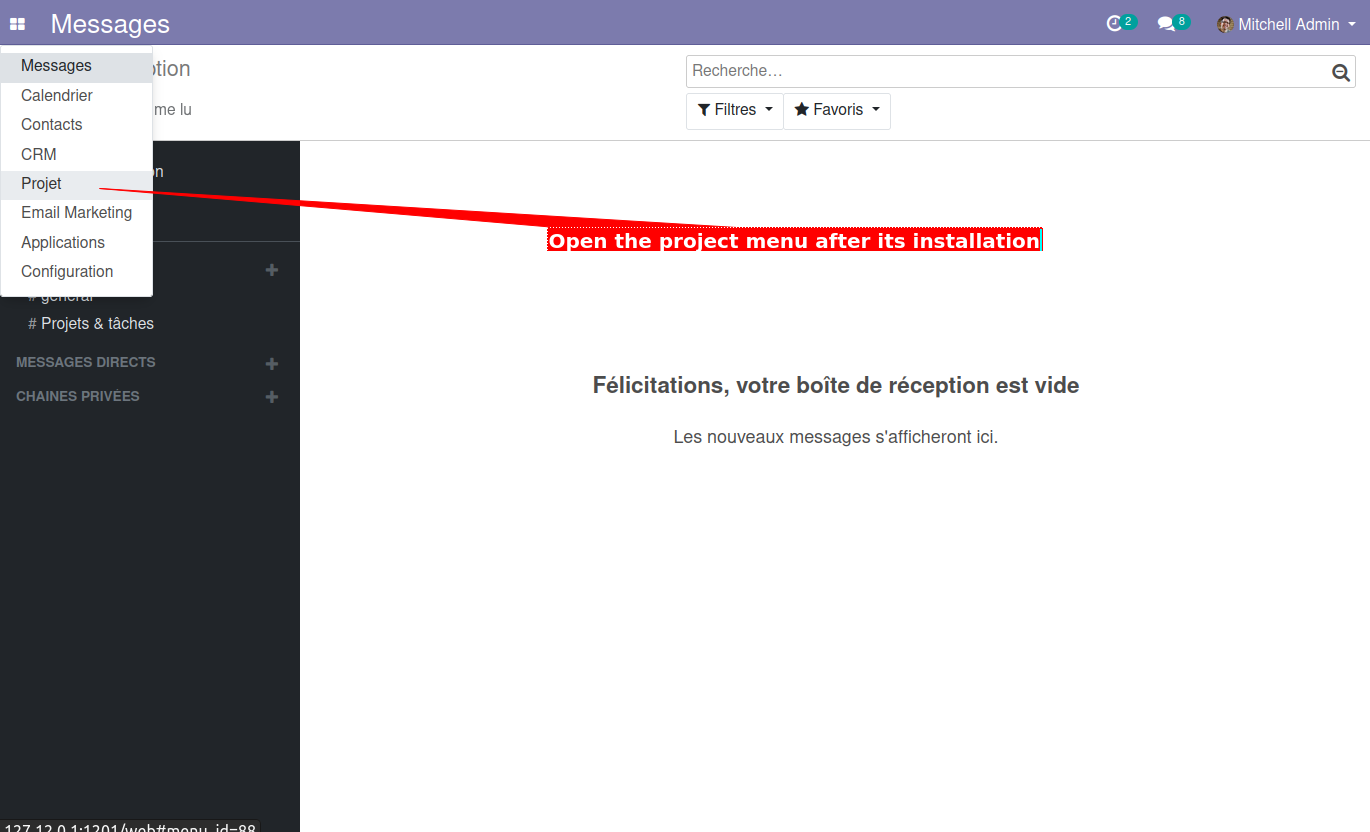 Messages
2
8
Mitchell Admin
Messages
Calendrier
Contacts
CRM
Projet
Email Marketing
Applications
Configuration
Recherche...
Filtres
Favoris
me lu
Open the project menu after its installation
# general
# Projets & tâches
MESSAGES DIRECTS
CHAINES PRIVÉES
Félicitations, votre boîte de réception est vide
Les nouveaux messages s'afficheront ici.
127.12.0.1:1201/web#menu_id=88